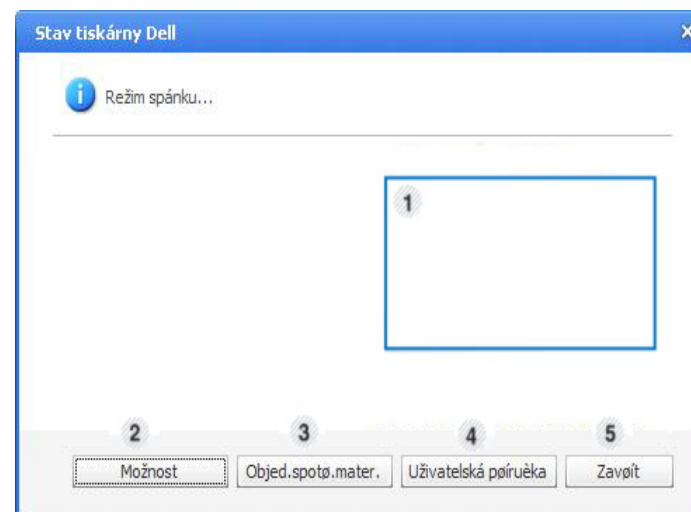 Stav tiskárny Dell
Režim spánku...
1
2 3 4 5
Možnost Objed.spotø.mater. Uživatelská pøíruèka Zavøít